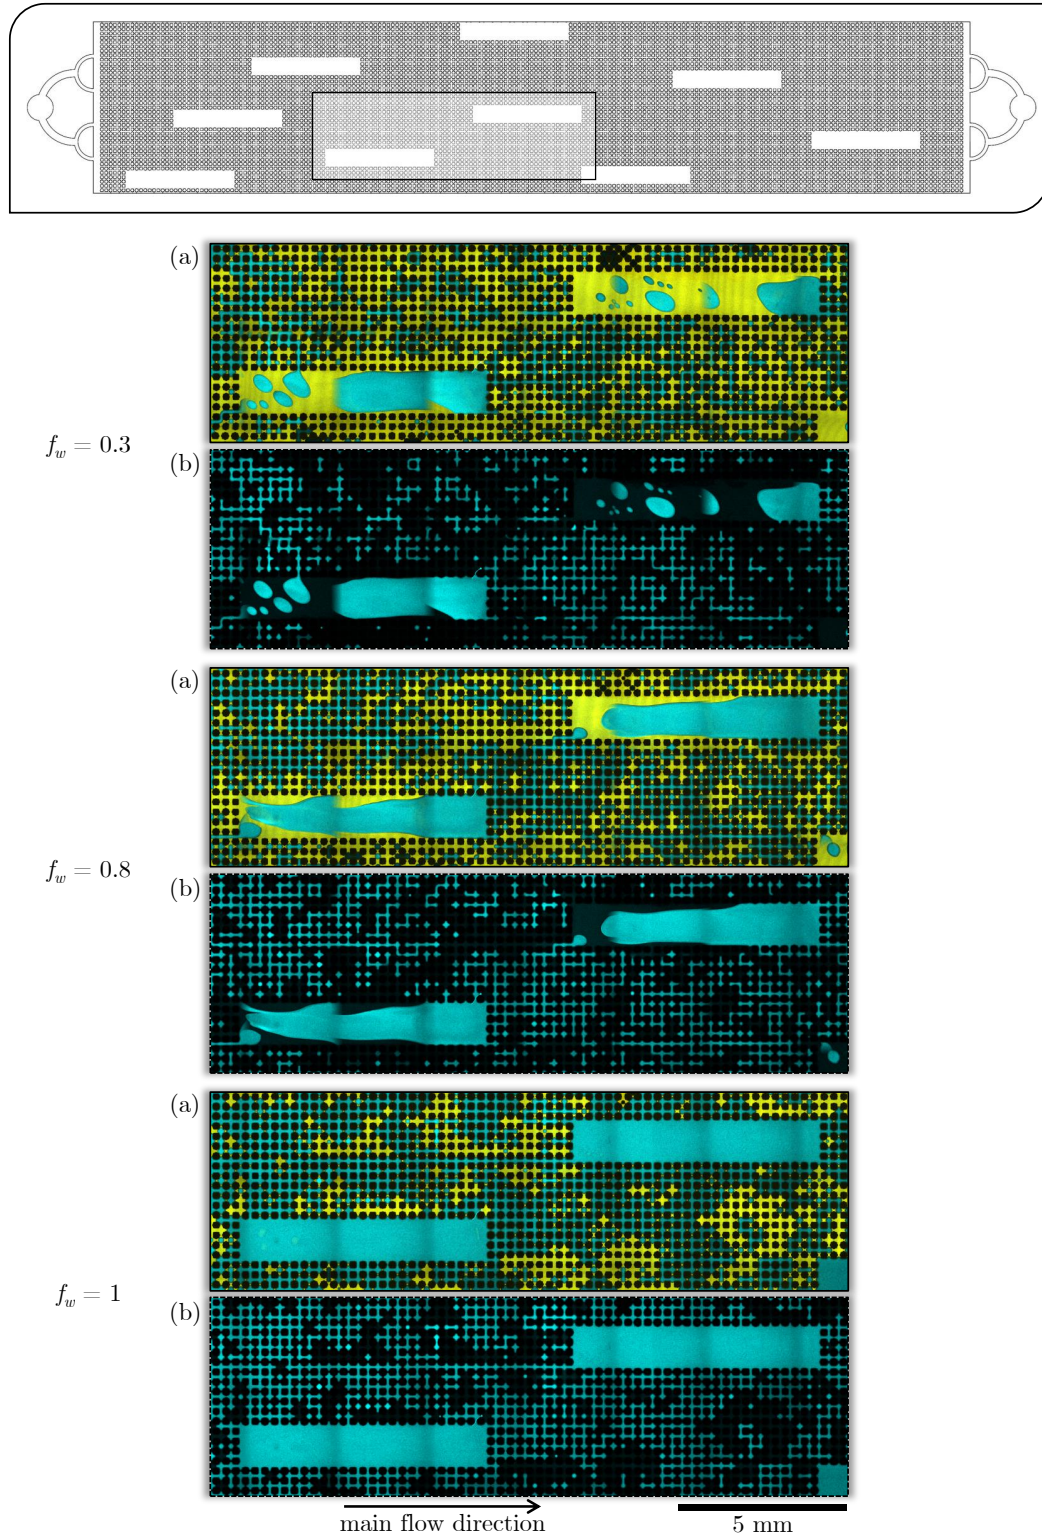 (a)
f_w = 0.3
(b)
(a)
f_w = 0.8
(b)
(a)
f_w = 1
(b)
main flow direction
5 mm